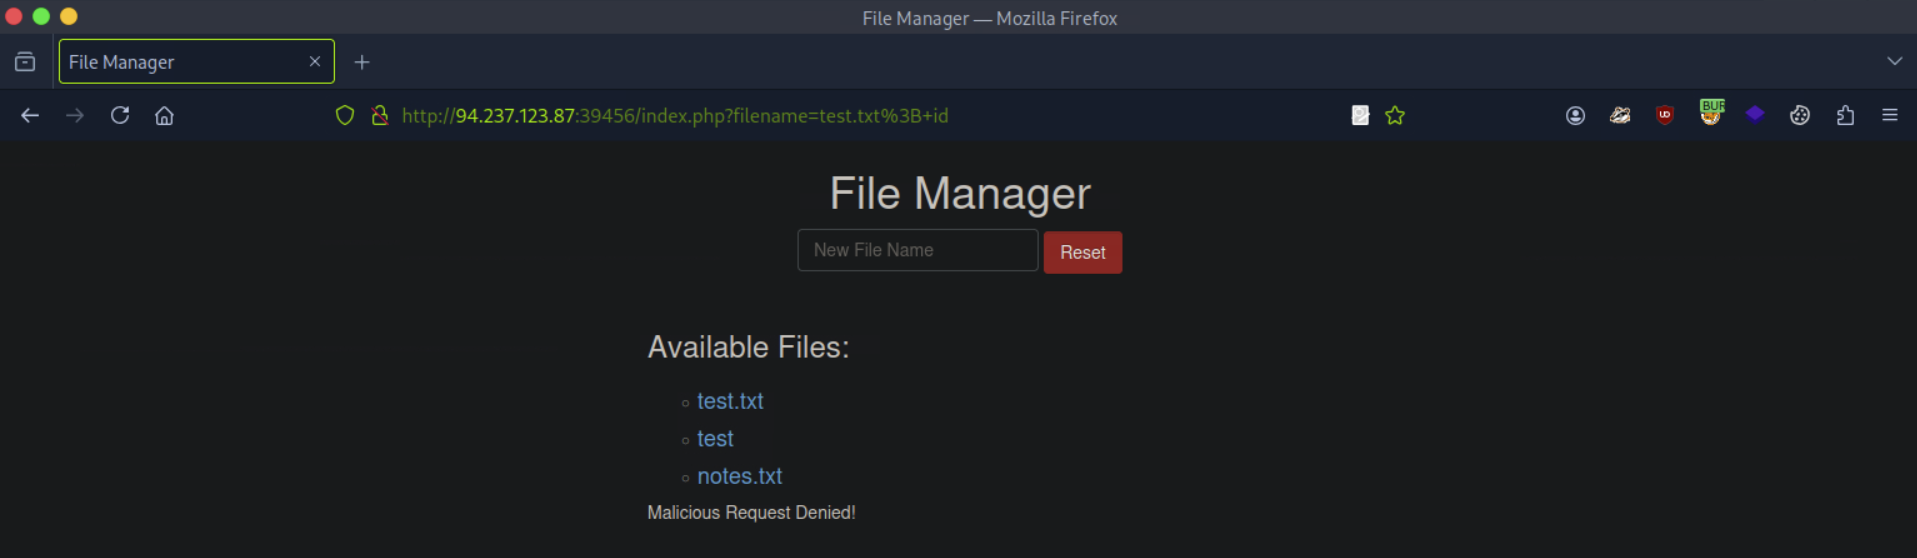 File Manager — Mozilla Firefox
File Manager
http://94.237.123.87:39456/index.php?filename=test.txt%3B+id
BUR
UO
File Manager
New File Name
Reset
Available Files:
test.txt
test
notes.txt
Malicious Request Denied!